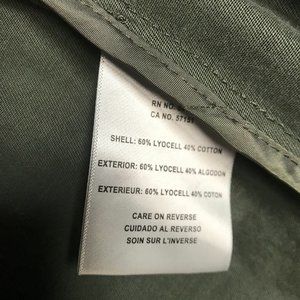 RN NO.
CA NO. 57151
SHELL: 60% LYOCELL 40% COTTON
EXTERIOR: 60% LYOCELL 40% ALGODON
EXTERIEUR: 60% LYOCELL 40% COTON
CARE ON REVERSE
CUIDADO AL REVERSO
SOIN SUR L'INVERSE